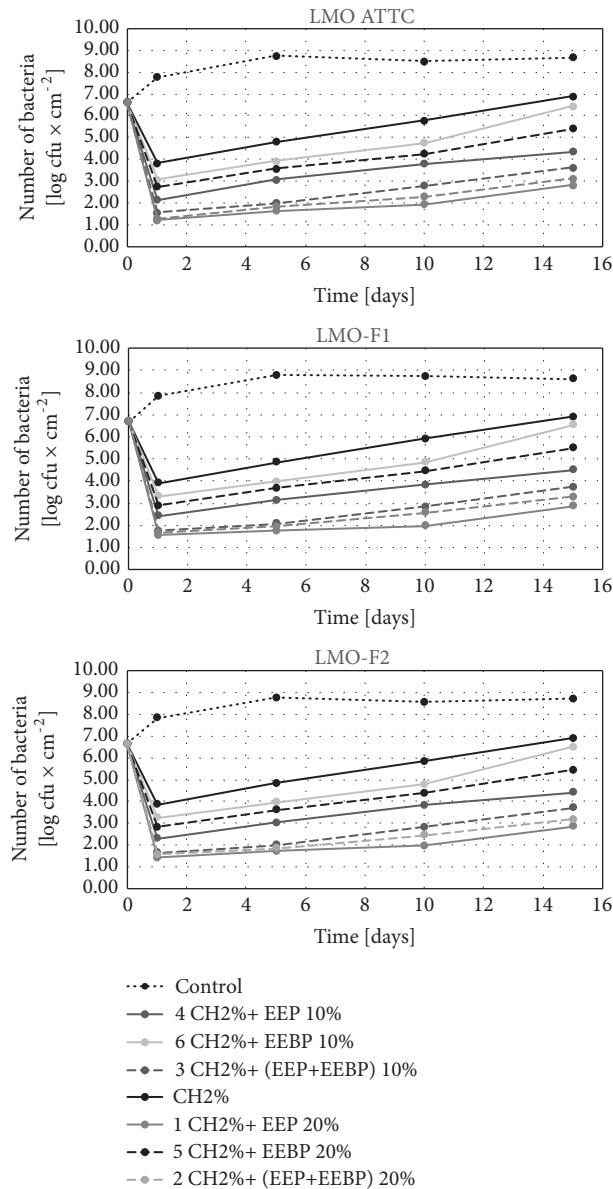 LMO ATTC
Number of bacteria
[log cfu × cm⁻²]
10.00
9.00
8.00
7.00
6.00
5.00
4.00
3.00
2.00
1.00
0.00
0 2 4 6 8 10 12 14 16
Time [days]
LMO-F1
Number of bacteria
[log cfu × cm⁻²]
10.00
9.00
8.00
7.00
6.00
5.00
4.00
3.00
2.00
1.00
0.00
0 2 4 6 8 10 12 14 16
Time [days]
LMO-F2
Number of bacteria
[log cfu × cm⁻²]
10.00
9.00
8.00
7.00
6.00
5.00
4.00
3.00
2.00
1.00
0.00
0 2 4 6 8 10 12 14 16
Time [days]
Control
4 CH2%+ EEP 10%
6 CH2%+ EEBP 10%
3 CH2%+ (EEP+EEBP) 10%
CH2%
1 CH2%+ EEP 20%
5 CH2%+ EEBP 20%
2 CH2%+ (EEP+EEBP) 20%